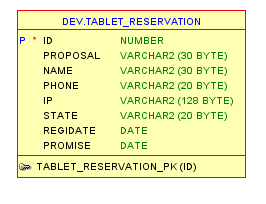 DEV.TABLET_RESERVATION
P * ID NUMBER
PROPOSAL VARCHAR2 (30 BYTE)
NAME VARCHAR2 (30 BYTE)
PHONE VARCHAR2 (20 BYTE)
IP VARCHAR2 (128 BYTE)
STATE VARCHAR2 (20 BYTE)
REGIDATE DATE
PROMISE DATE
TABLET_RESERVATION_PK (ID)